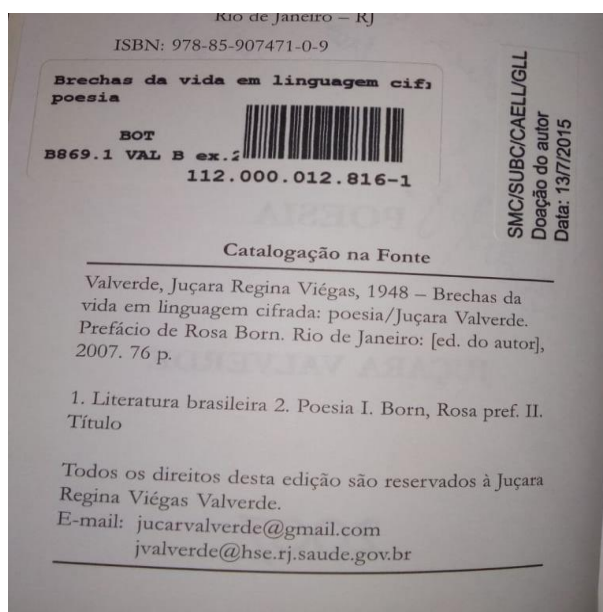 Rio de Janeiro – RJ
ISBN: 978-85-907471-0-9
Brechas da vida em linguagem cif
poesia
BOT
B869.1 VAL B ex.2
112.000.012.816-1
SMC/SUBC/CAELL/GLL
Doação do autor
Data: 13/7/2015
POESIA
Catalogação na Fonte
Valverde, Juçara Regina Viégas, 1948 – Brechas da
vida em linguagem cifrada: poesia/Juçara Valverde.
Prefácio de Rosa Born. Rio de Janeiro: [ed. do autor],
2007. 76 p.
JUÇARA VALVERDE
1. Literatura brasileira 2. Poesia I. Born, Rosa pref. II.
Título
Todos os direitos desta edição são reservados à Juçara
Regina Viégas Valverde.
E-mail: jucarvalverde@gmail.com
jvalverde@hse.rj.saude.gov.br